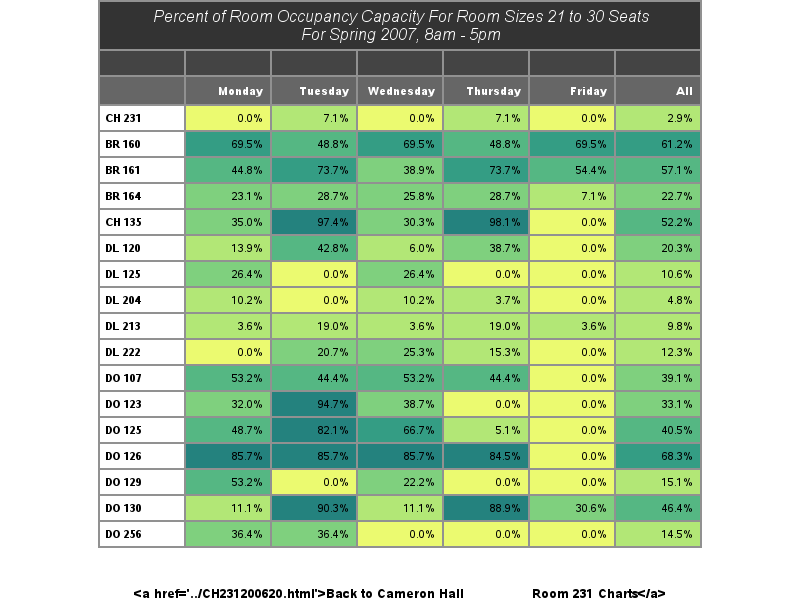 Percent of Room Occupancy Capacity For Room Sizes 21 to 30 Seats
For Spring 2007, 8am - 5pm
Monday Tuesday Wednesday Thursday Friday All
CH 231 0.0% 7.1% 0.0% 7.1% 0.0% 2.9%
BR 160 69.5% 48.8% 69.5% 48.8% 69.5% 61.2%
BR 161 44.8% 73.7% 38.9% 73.7% 54.4% 57.1%
BR 164 23.1% 28.7% 25.8% 28.7% 7.1% 22.7%
CH 135 35.0% 97.4% 30.3% 98.1% 0.0% 52.2%
DL 120 13.9% 42.8% 6.0% 38.7% 0.0% 20.3%
DL 125 26.4% 0.0% 26.4% 0.0% 0.0% 10.6%
DL 204 10.2% 0.0% 10.2% 3.7% 0.0% 4.8%
DL 213 3.6% 19.0% 3.6% 19.0% 3.6% 9.8%
DL 222 0.0% 20.7% 25.3% 15.3% 0.0% 12.3%
DO 107 53.2% 44.4% 53.2% 44.4% 0.0% 39.1%
DO 123 32.0% 94.7% 38.7% 0.0% 0.0% 33.1%
DO 125 48.7% 82.1% 66.7% 5.1% 0.0% 40.5%
DO 126 85.7% 85.7% 85.7% 84.5% 0.0% 68.3%
DO 129 53.2% 0.0% 22.2% 0.0% 0.0% 15.1%
DO 130 11.1% 90.3% 11.1% 88.9% 30.6% 46.4%
DO 256 36.4% 36.4% 0.0% 0.0% 0.0% 14.5%
<a href='../CH231200620.html'>Back to Cameron Hall Room 231 Charts</a>